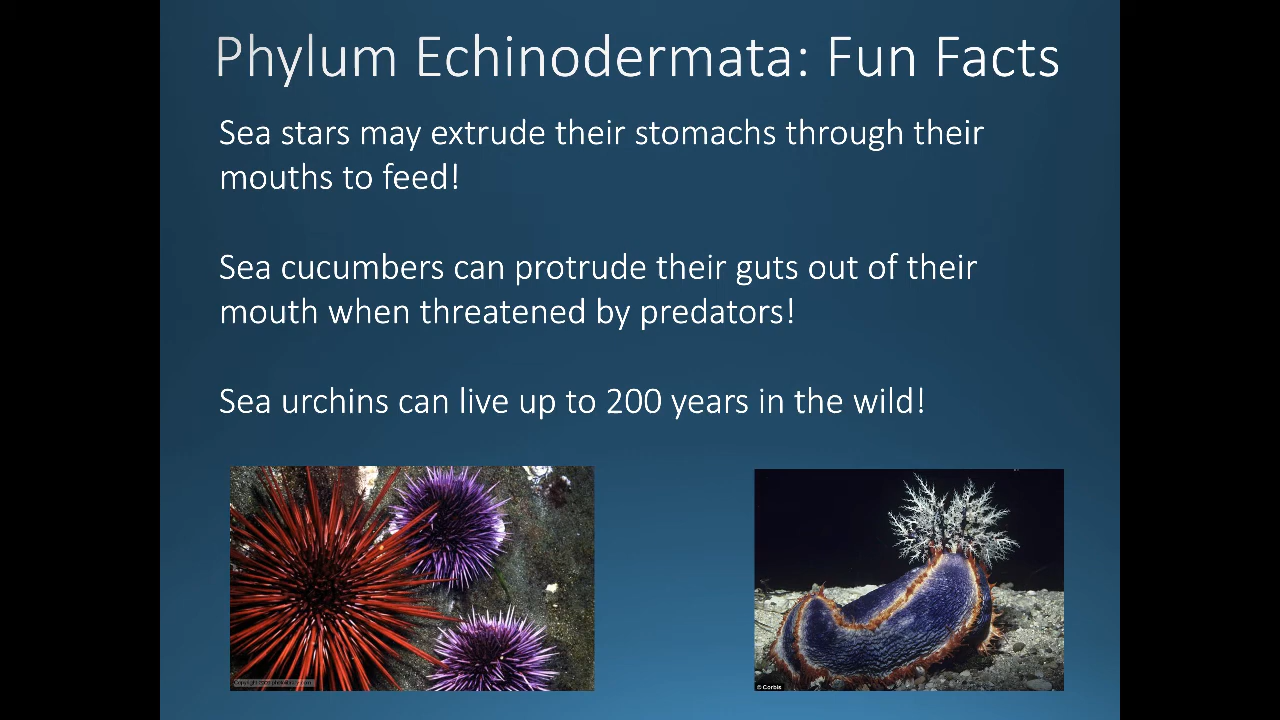 Phylum Echinodermata: Fun Facts
Sea stars may extrude their stomachs through their
mouths to feed!
Sea cucumbers can protrude their guts out of their
mouth when threatened by predators!
Sea urchins can live up to 200 years in the wild!
© Corbis